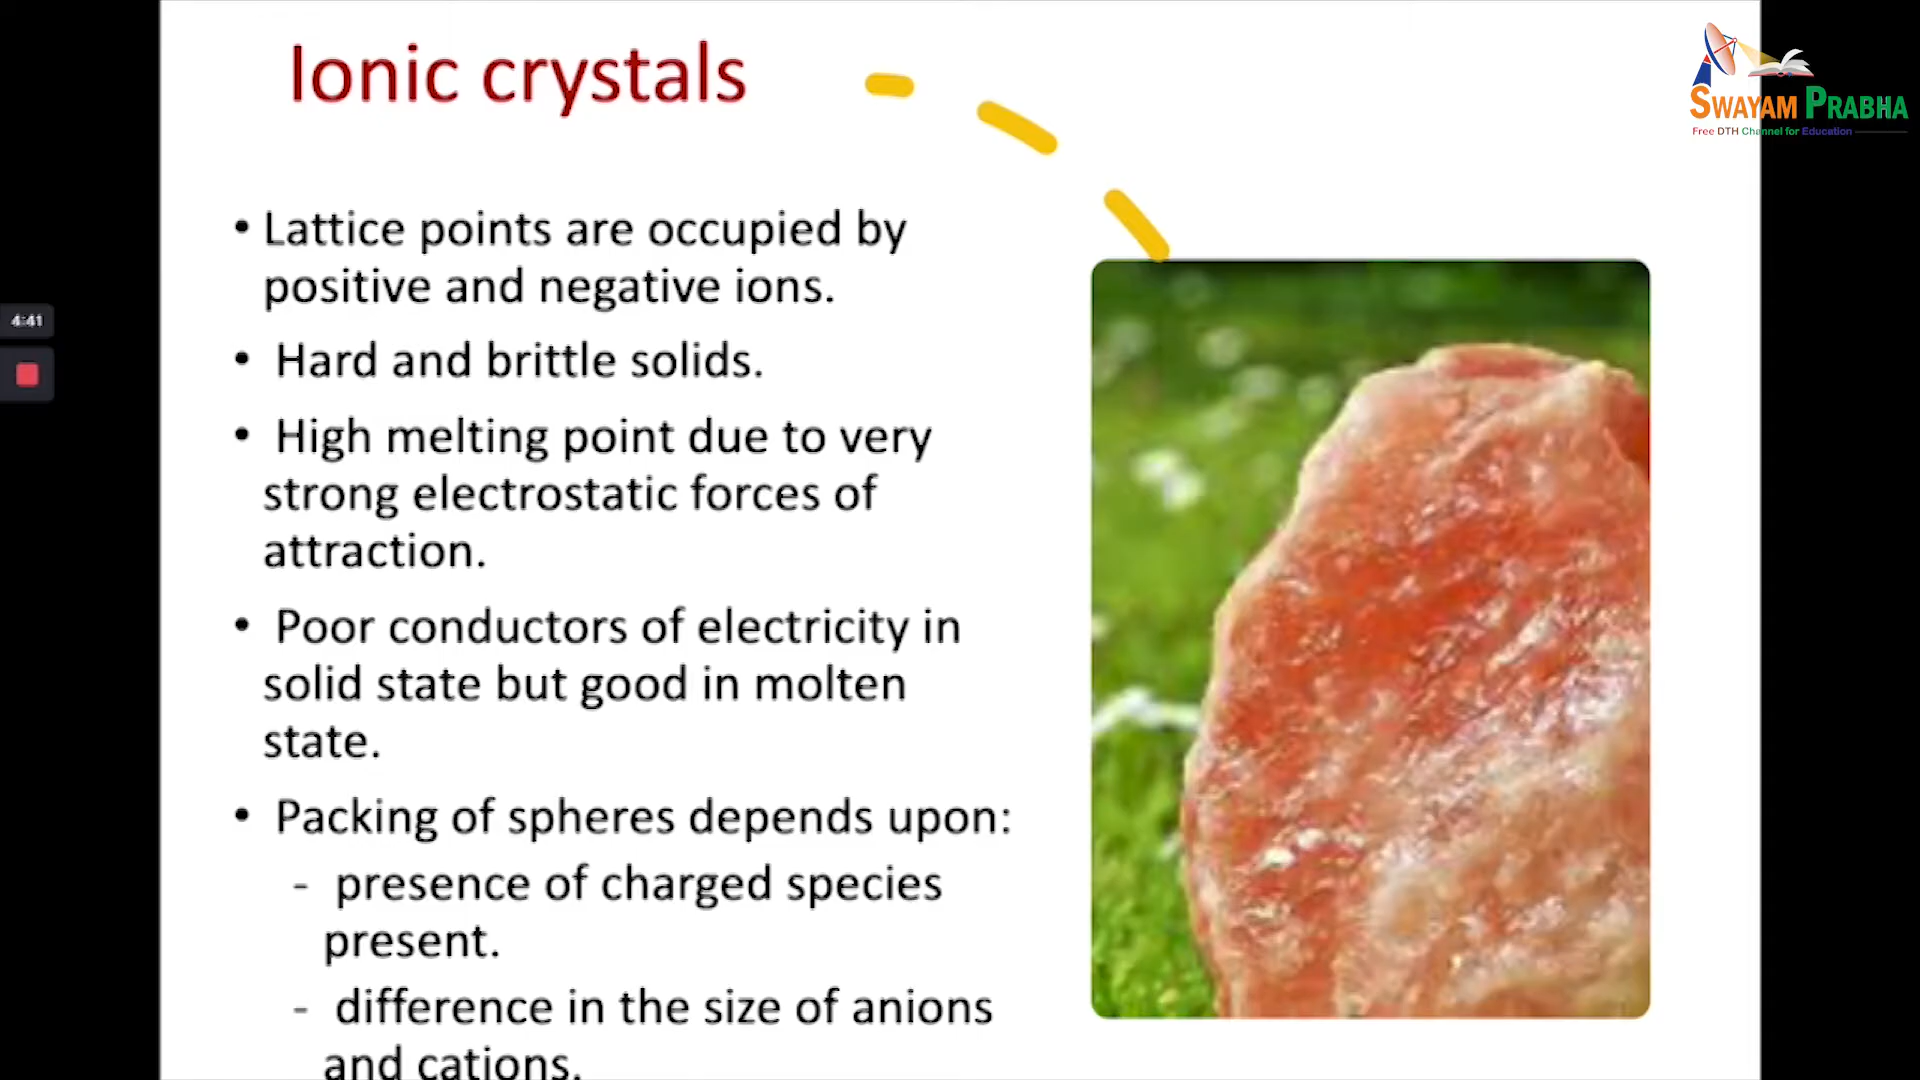 Ionic crystals
SWAYAM PRABHA
Free DTH Channel for Education
• Lattice points are occupied by
positive and negative ions.
4:41
• Hard and brittle solids.
• High melting point due to very
strong electrostatic forces of
attraction.
• Poor conductors of electricity in
solid state but good in molten
state.
• Packing of spheres depends upon:
- presence of charged species
present.
- difference in the size of anions
and cations.